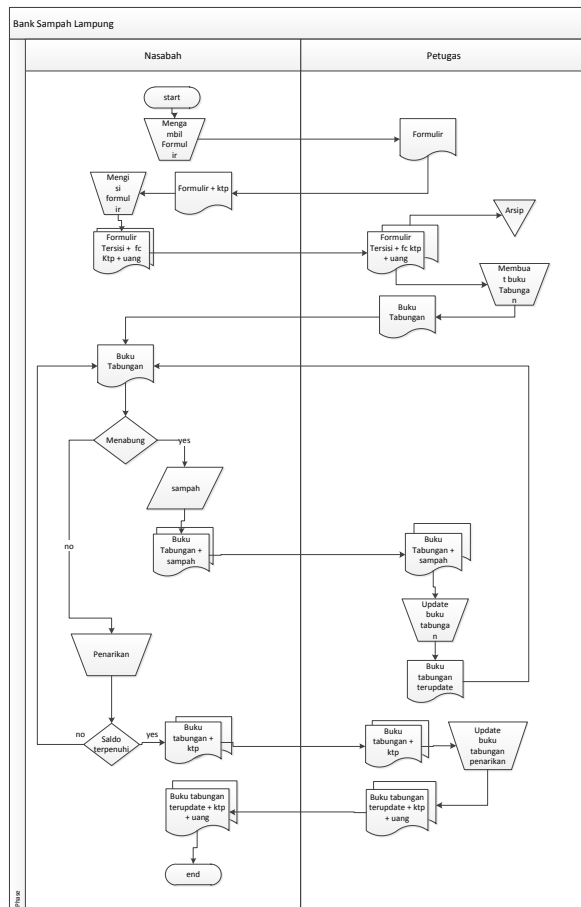 Bank Sampah Lampung
Nasabah
Petugas
start
Menga
mbil
Formul
ir
Formulir
Mengi
si
formul
ir
Formulir + ktp
Formulir
Tersisi + fc
Ktp + uang
Formulir
Tersisi + fc ktp
+ uang
Arsip
Membua
t buku
Tabunga
n
Buku
Tabungan
Buku
Tabungan
Menabung
yes
sampah
no
Buku
Tabungan +
sampah
Buku
Tabungan +
sampah
Update
buku
tabunga
n
Penarikan
Buku
tabungan
terupdate
no
Saldo
terpenuhi
yes
Buku
tabungan +
ktp
Buku
tabungan +
ktp
Update
buku
tabungan
penarikan
Buku tabungan
terupdate + ktp
+ uang
Buku tabungan
terupdate + ktp
+ uang
end
Phase